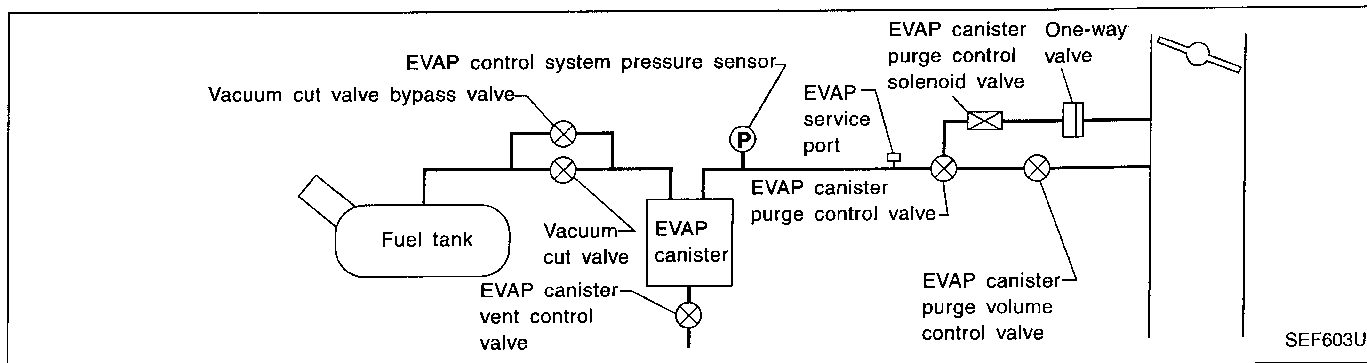 EVAP control system pressure sensor
Vacuum cut valve bypass valve
EVAP canister
purge control
solenoid valve
One-way
valve
EVAP
service
port
P
EVAP canister
purge control valve
Fuel tank
Vacuum
cut valve
EVAP
canister
EVAP canister
vent control
valve
EVAP canister
purge volume
control valve
SEF603U